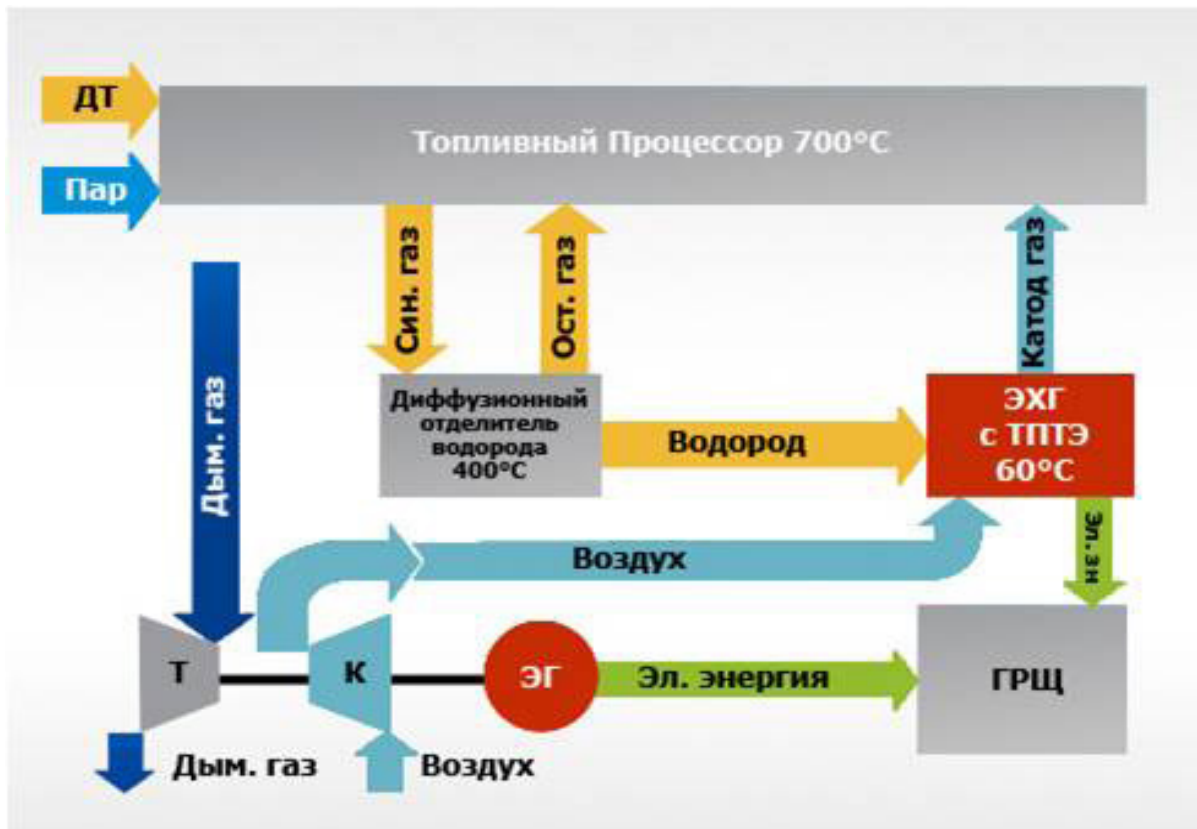 ДТ
Топливный Процессор 700°С
Пар
Син. газ
Ост. газ
Катод газ
Дым. газ
Диффузионный
отделитель
водорода
400°С
Водород
ЭХГ
с ТПТЭ
60°С
Воздух
Эл. эн
Т
К
ЭГ
Эл. энергия
ГРЩ
Дым. газ
Воздух